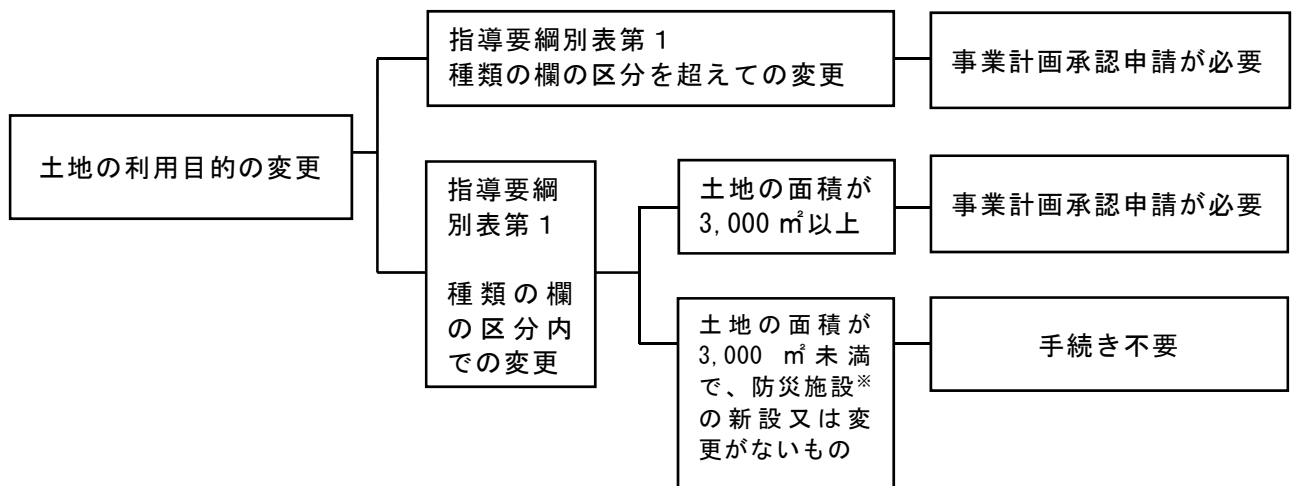 指導要綱別表第１
種類の欄の区分を超えての変更
事業計画承認申請が必要
土地の利用目的の変更
指導要綱
別表第１
種類の欄
の区分内
での変更
土地の面積が
3,000 ㎡以上
事業計画承認申請が必要
土地の面積が
3,000 ㎡未満
で、防災施設※
の新設又は変
更がないもの
手続き不要